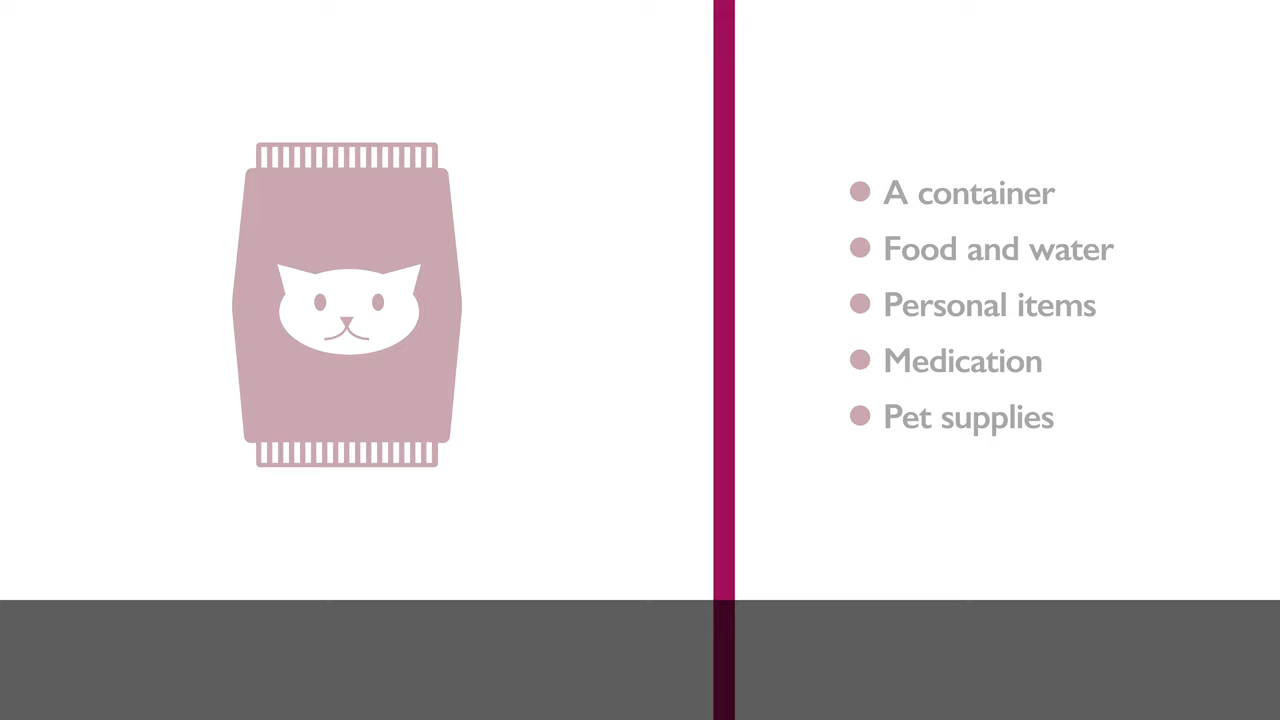 A container
Food and water
Personal items
Medication
Pet supplies